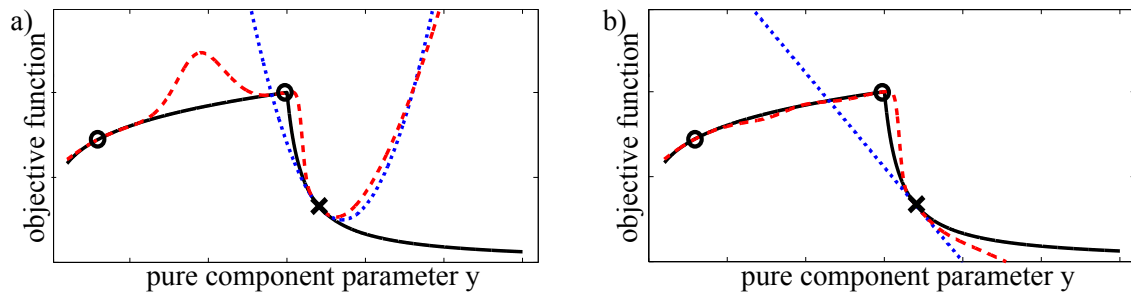 a)
objective function
pure component parameter y
b)
objective function
pure component parameter y